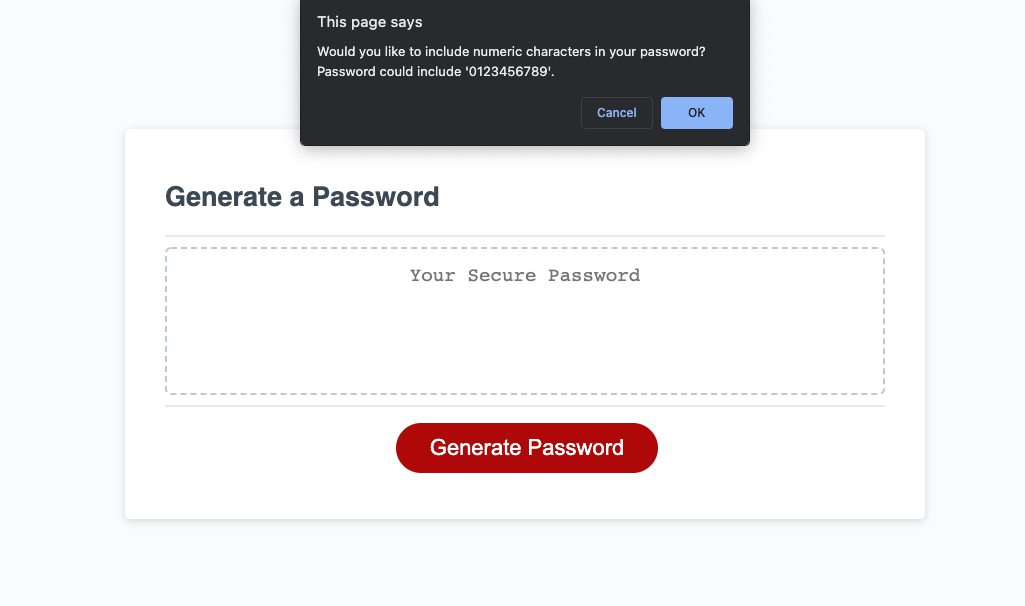 This page says
Would you like to include numeric characters in your password?
Password could include '0123456789'.
Cancel
OK
Generate a Password
Your Secure Password
Generate Password